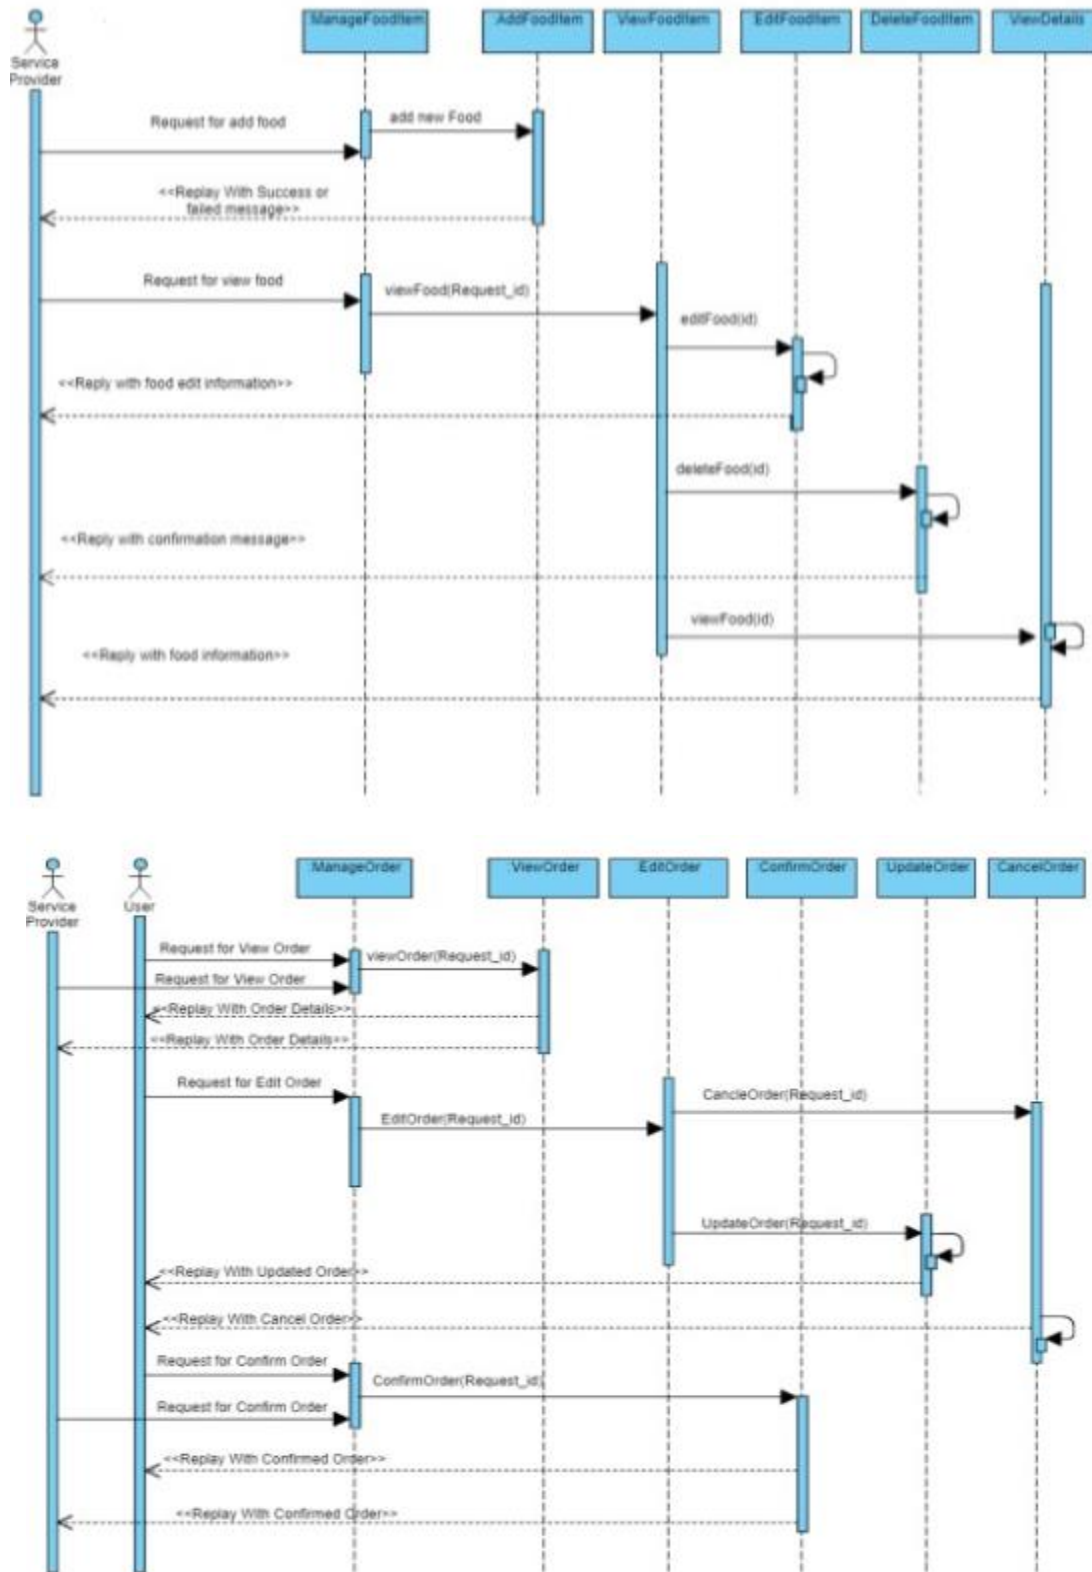 Service
Provider
ManageFoodItem
AddFoodItem
ViewFoodItem
EditFoodItem
DeleteFoodItem
ViewDetails
Request for add food
add new Food
<<Replay With Success or
failed message>>
Request for view food
viewFood(Request_id)
editFood(id)
<<Reply with food edit information>>
deleteFood(id)
<<Reply with confirmation message>>
viewFood(id)
<<Reply with food information>>
Service
Provider
User
ManageOrder
ViewOrder
EditOrder
ConfirmOrder
UpdateOrder
CancelOrder
Request for View Order
viewOrder(Request_id)
Request for View Order
<<Replay With Order Details>>
<<Replay With Order Details>>
Request for Edit Order
CancleOrder(Request_id)
EditOrder(Request_id)
UpdateOrder(Request_id)
<<Replay With Updated Order>>
<<Replay With Cancel Order>>
Request for Confirm Order
ConfirmOrder(Request_id)
Request for Confirm Order
<<Replay With Confirmed Order>>
<<Replay With Confirmed Order>>